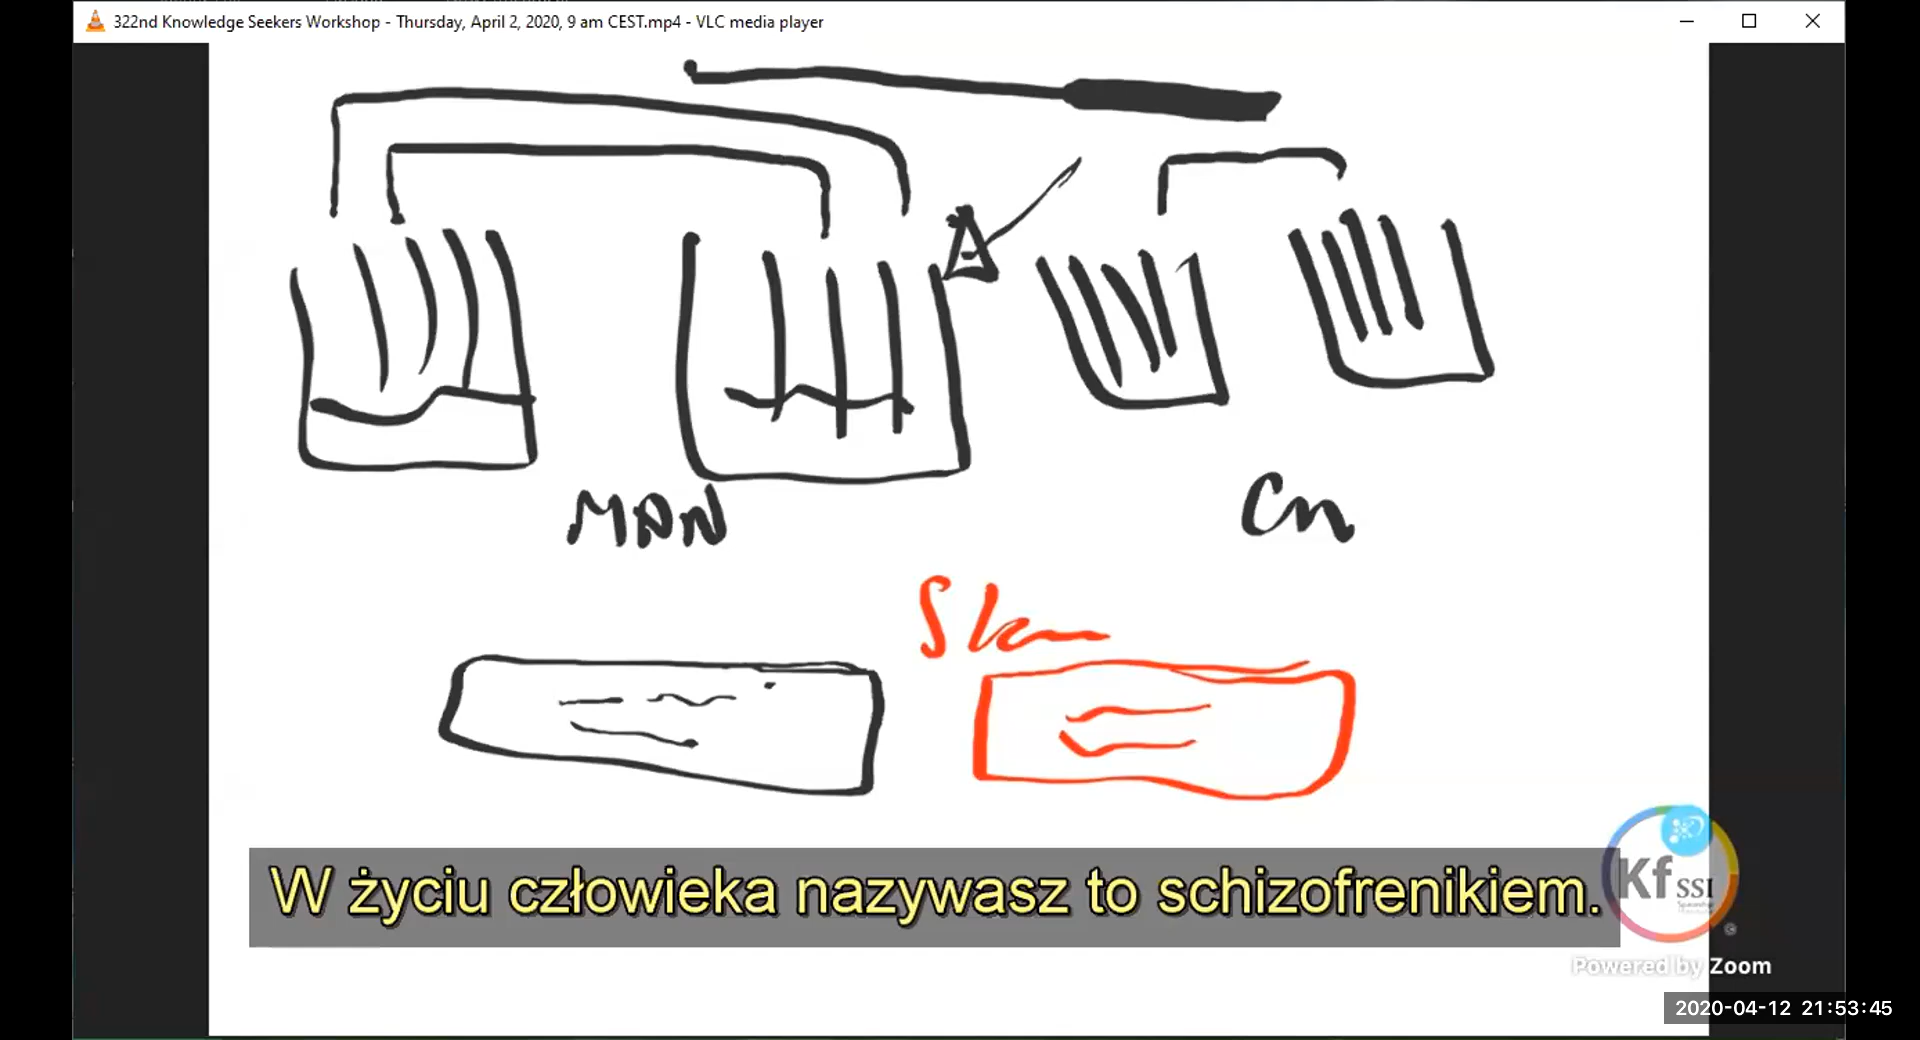 322nd Knowledge Seekers Workshop - Thursday, April 2, 2020, 9 am CEST.mp4 - VLC media player
MAN
Cn
W życiu człowieka nazywasz to schizofrenikiem.
Kf SSI
Powered by Zoom
2020-04-12 21:53:45